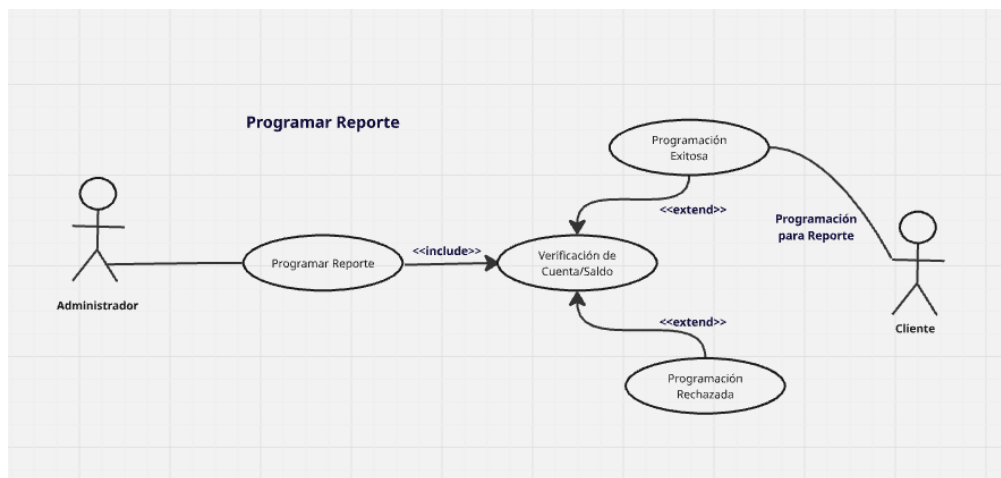 Programar Reporte
Programación
Exitosa
<<extend>>
Programación
para Reporte
<<include>>
Programar Reporte
Verificación de
Cuenta/Saldo
Administrador
<<extend>>
Cliente
Programación
Rechazada